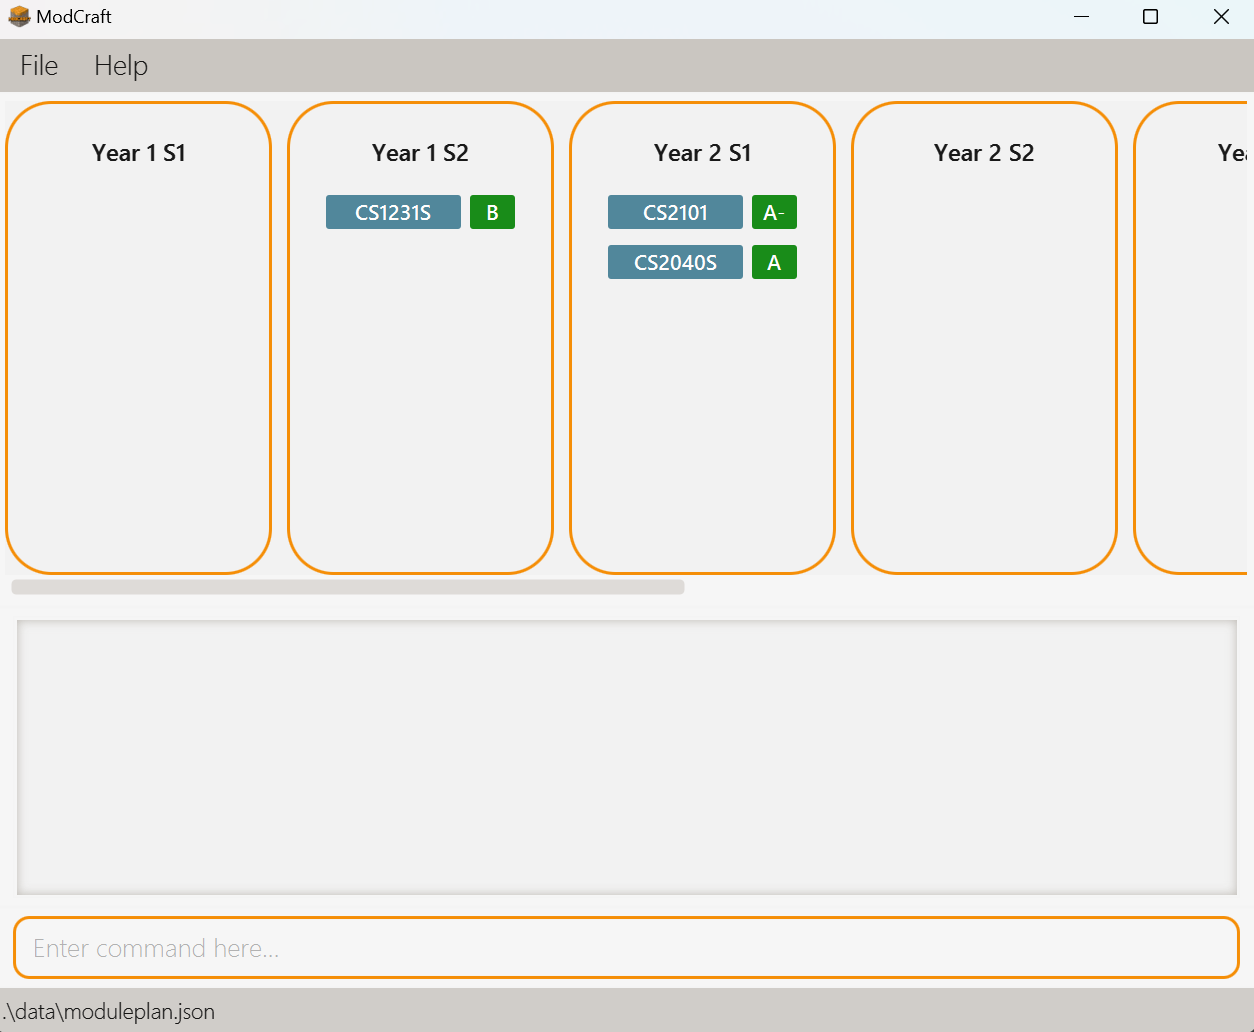 ModCraft
File Help
Year 1 S1
Year 1 S2
CS1231S B
Year 2 S1
CS2101 A-
CS2040S A
Year 2 S2
Enter command here...
.\data\moduleplan.json